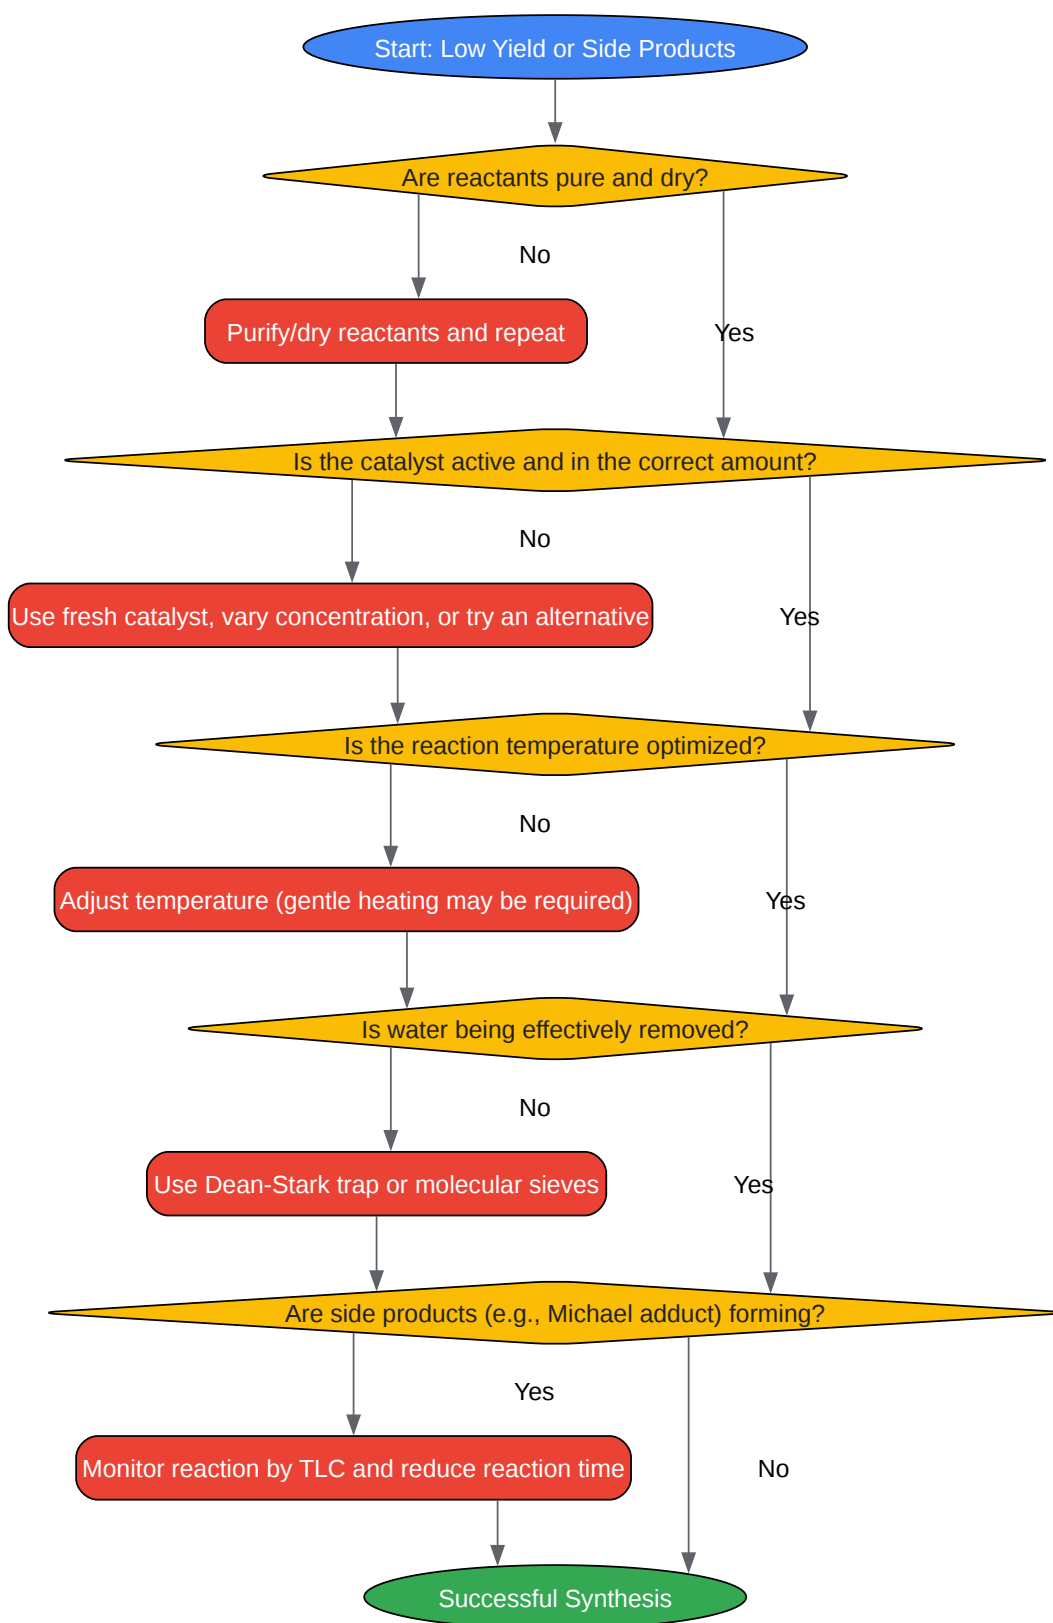 Start: Low Yield or Side Products
Are reactants pure and dry?
No
Purify/dry reactants and repeat
Yes
Is the catalyst active and in the correct amount?
No
Use fresh catalyst, vary concentration, or try an alternative
Yes
Is the reaction temperature optimized?
No
Adjust temperature (gentle heating may be required)
Yes
Is water being effectively removed?
No
Use Dean-Stark trap or molecular sieves
Yes
Are side products (e.g., Michael adduct) forming?
Yes
Monitor reaction by TLC and reduce reaction time
No
Successful Synthesis